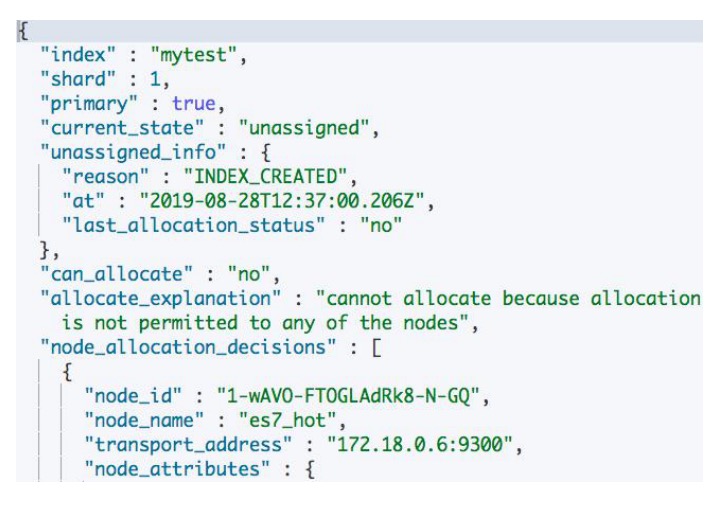 {
"index" : "mytest",
"shard" : 1,
"primary" : true,
"current_state" : "unassigned",
"unassigned_info" : {
"reason" : "INDEX_CREATED",
"at" : "2019-08-28T12:37:00.206Z",
"last_allocation_status" : "no"
},
"can_allocate" : "no",
"allocate_explanation" : "cannot allocate because allocation
is not permitted to any of the nodes",
"node_allocation_decisions" : [
{
"node_id" : "1-wAVO-FTOGLAdRk8-N-GQ",
"node_name" : "es7_hot",
"transport_address" : "172.18.0.6:9300",
"node_attributes" : {